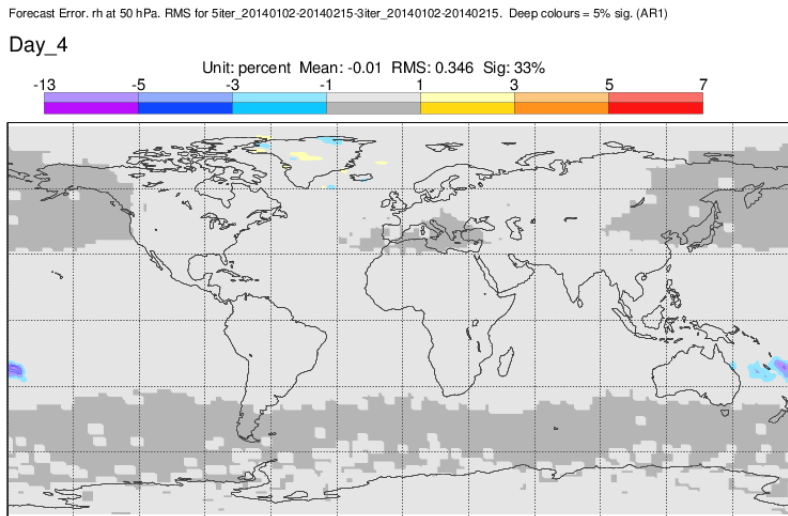 Forecast Error. rh at 50 hPa. RMS for 5iter_20140102-20140215-3iter_20140102-20140215. Deep colours = 5% sig. (AR1)
Day_4
Unit: percent Mean: -0.01 RMS: 0.346 Sig: 33%
-13 -5 -3 -1 1 3 5 7